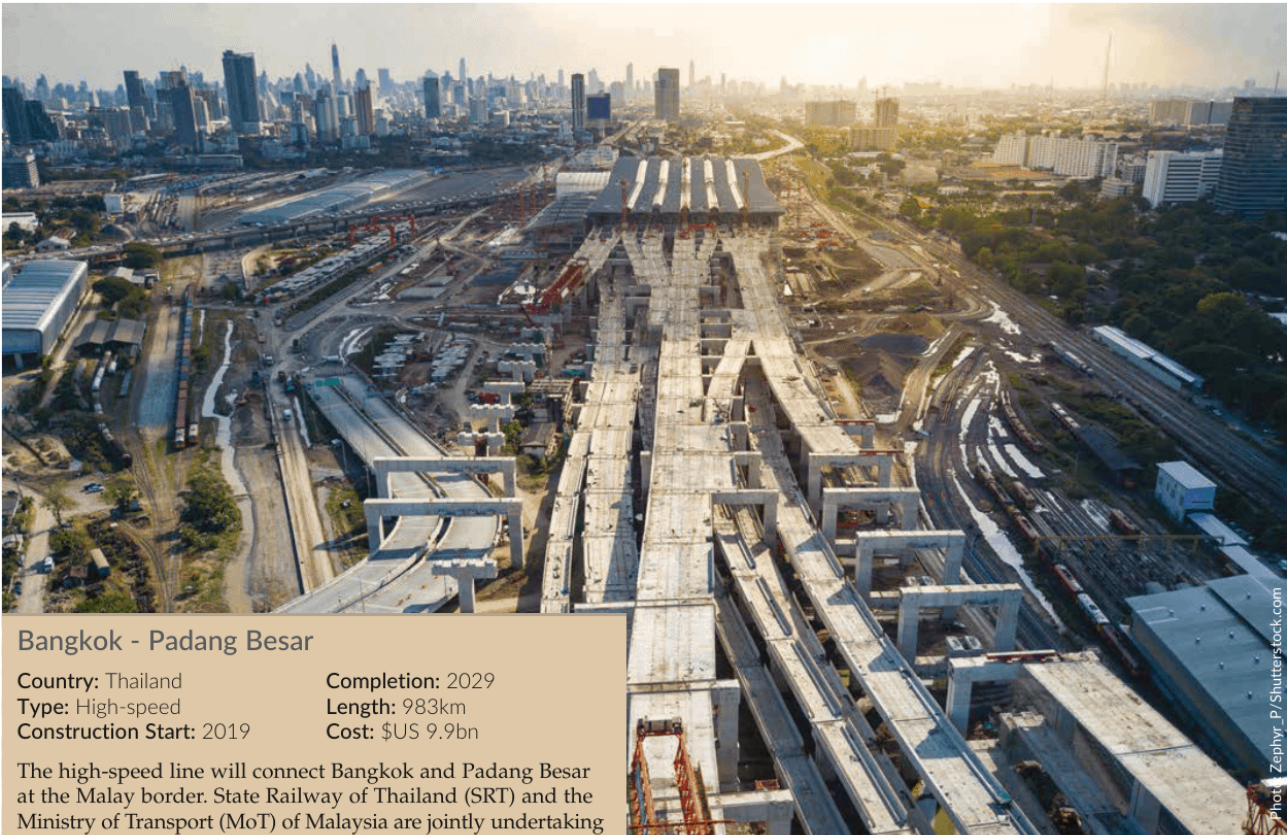 Bangkok - Padang Besar
Country: Thailand
Type: High-speed
Construction Start: 2019
Completion: 2029
Length: 983km
Cost: $US 9.9bn
The high-speed line will connect Bangkok and Padang Besar
at the Malay border. State Railway of Thailand (SRT) and the
Ministry of Transport (MoT) of Malaysia are jointly undertaking
Photo: Zephyr_P/Shutterstock.com